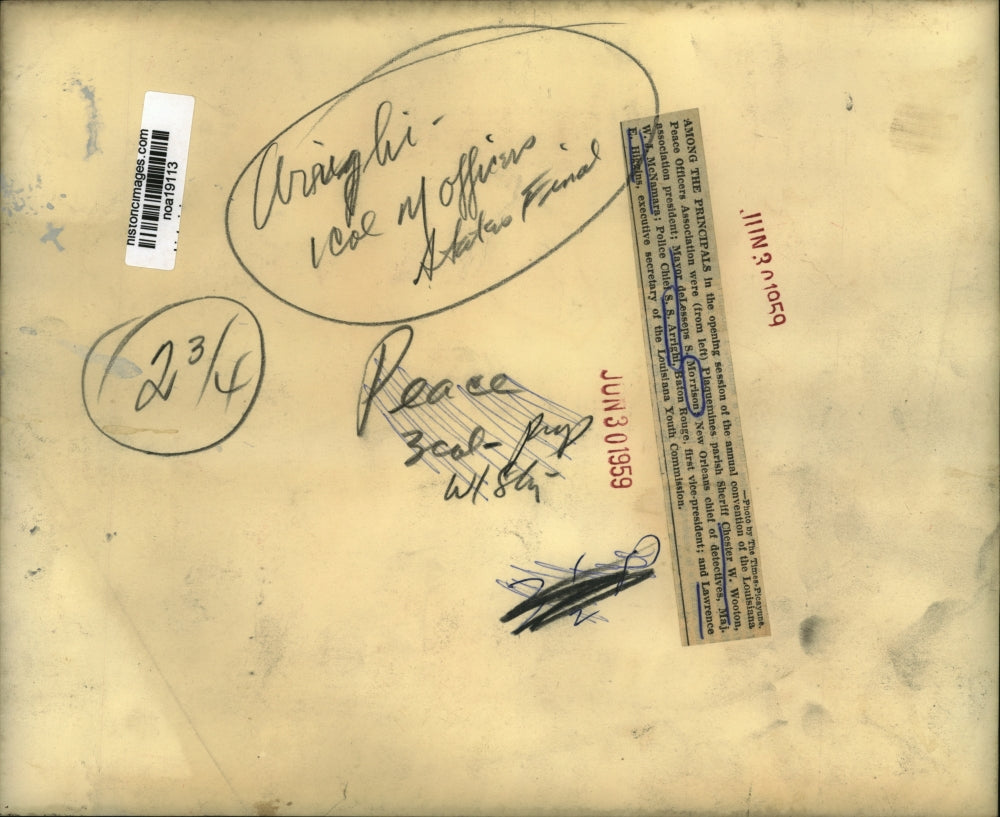 historicimages.com
noa19113
Arrighi-
1 col N officers
States Final
2 3/4
Peace
3 col- Prep
w/ Sty
JUN 30 1959
JUN 30 1959
—Photo by The Times-Picayune.
AMONG THE PRINCIPALS in the opening session of the annual convention of the Louisiana
Peace Officers Association were (from left) Plaquemines parish Sheriff Chester W. Wooton,
association president; Mayor deLesseps S. Morrison; New Orleans chief of detectives, Maj.
W. J. McNamara; Police Chief S. S. Arrighi, Baton Rouge, first vice-president; and Lawrence
E. Higgins, executive secretary of the Louisiana Youth Commission.